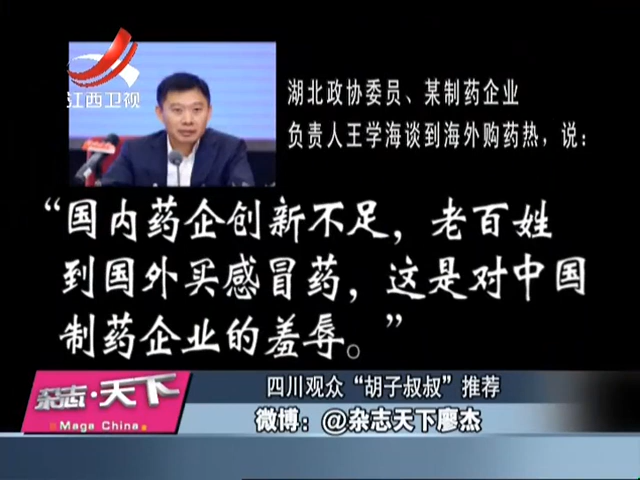 江西卫视
湖北政协委员、某制药企业
负责人王学海谈到海外购药热，说：
“国内药企创新不足，老百姓
到国外买感冒药，这是对中国
制药企业的羞辱。”
杂志·天下
Maga China
四川观众“胡子叔叔”推荐
微博：@杂志天下廖杰